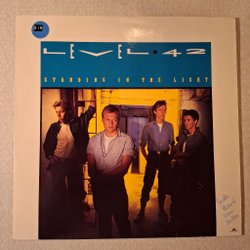 LEVEL·42
STANDING IN THE LIGHT